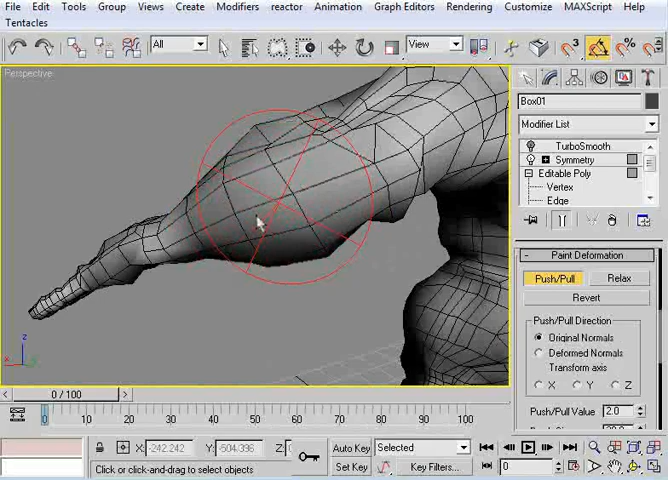 File Edit Tools Group Views Create Modifiers reactor Animation Graph Editors Rendering Customize MAXScript Help
Tentacles
All
View
Perspective
Box01
Modifier List
TurboSmooth
Symmetry
Editable Poly
Vertex
Edge
Paint Deformation
Push/Pull Relax
Revert
Push/Pull Direction
Original Normals
Deformed Normals
Transform axis
X Y Z
Push/Pull Value 2.0
z
x
0 / 100
0 10 20 30 40 50 60 70 80 90 100
X: -242.242 Y: -504.396 Z:
Auto Key Selected
Set Key Key Filters... 0
Click or click-and-drag to select objects